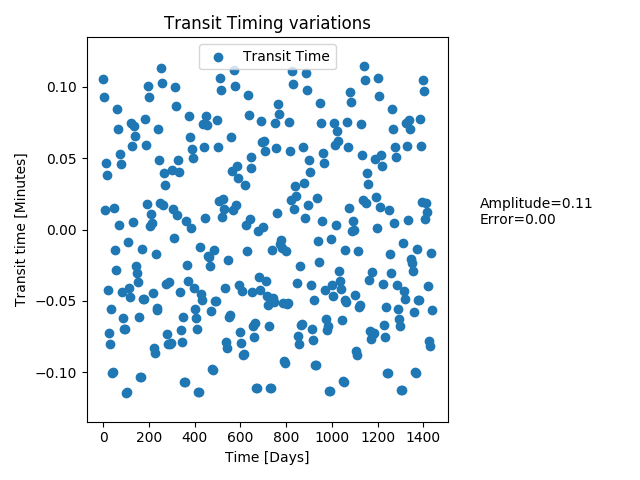 Transit Timing variations
Transit Time
0.10
0.05
0.00
−0.05
−0.10
Transit time [Minutes]
Amplitude=0.11
Error=0.00
0 200 400 600 800 1000 1200 1400
Time [Days]